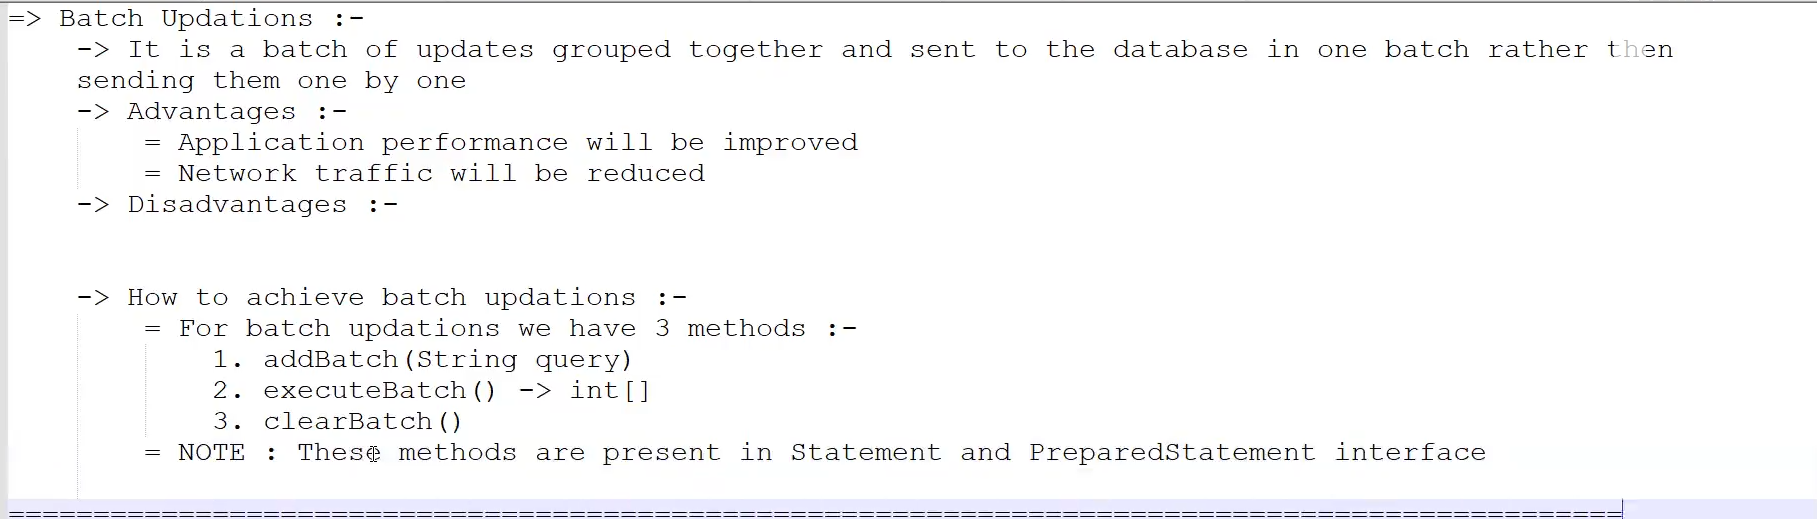 => Batch Updations :-
-> It is a batch of updates grouped together and sent to the database in one batch rather then
sending them one by one
-> Advantages :-
= Application performance will be improved
= Network traffic will be reduced
-> Disadvantages :-
-> How to achieve batch updations :-
= For batch updations we have 3 methods :-
1. addBatch(String query)
2. executeBatch() -> int[]
3. clearBatch()
= NOTE : These methods are present in Statement and PreparedStatement interface
===============================================================================================